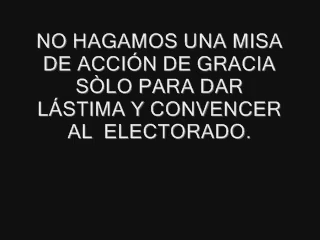 NO HAGAMOS UNA MISA
DE ACCIÓN DE GRACIA
SÒLO PARA DAR
LÁSTIMA Y CONVENCER
AL  ELECTORADO.